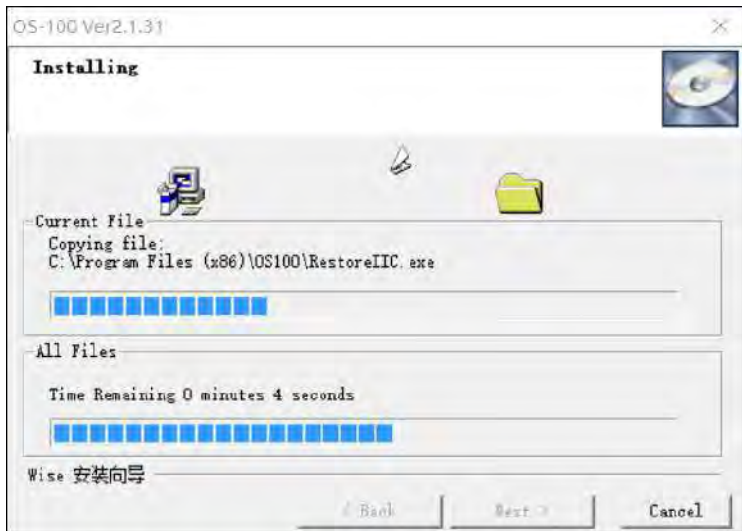 OS-100 Ver2.1.31
Installing
Current File
Copying file:
C:\Program Files (x86)\OS100\RestoreIIC.exe
All Files
Time Remaining 0 minutes 4 seconds
Wise 安装向导
< Back
Next >
Cancel